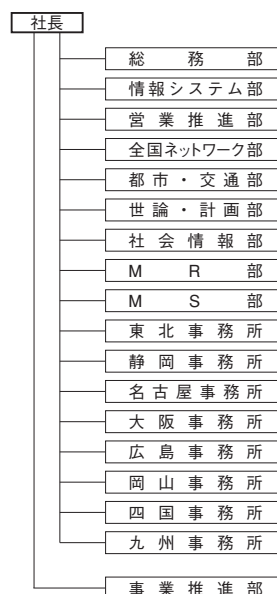 社長
総務部
情報システム部
営業推進部
全国ネットワーク部
都市・交通部
世論・計画部
社会情報部
MR部
MS部
東北事務所
静岡事務所
名古屋事務所
大阪事務所
広島事務所
岡山事務所
四国事務所
九州事務所
事業推進部